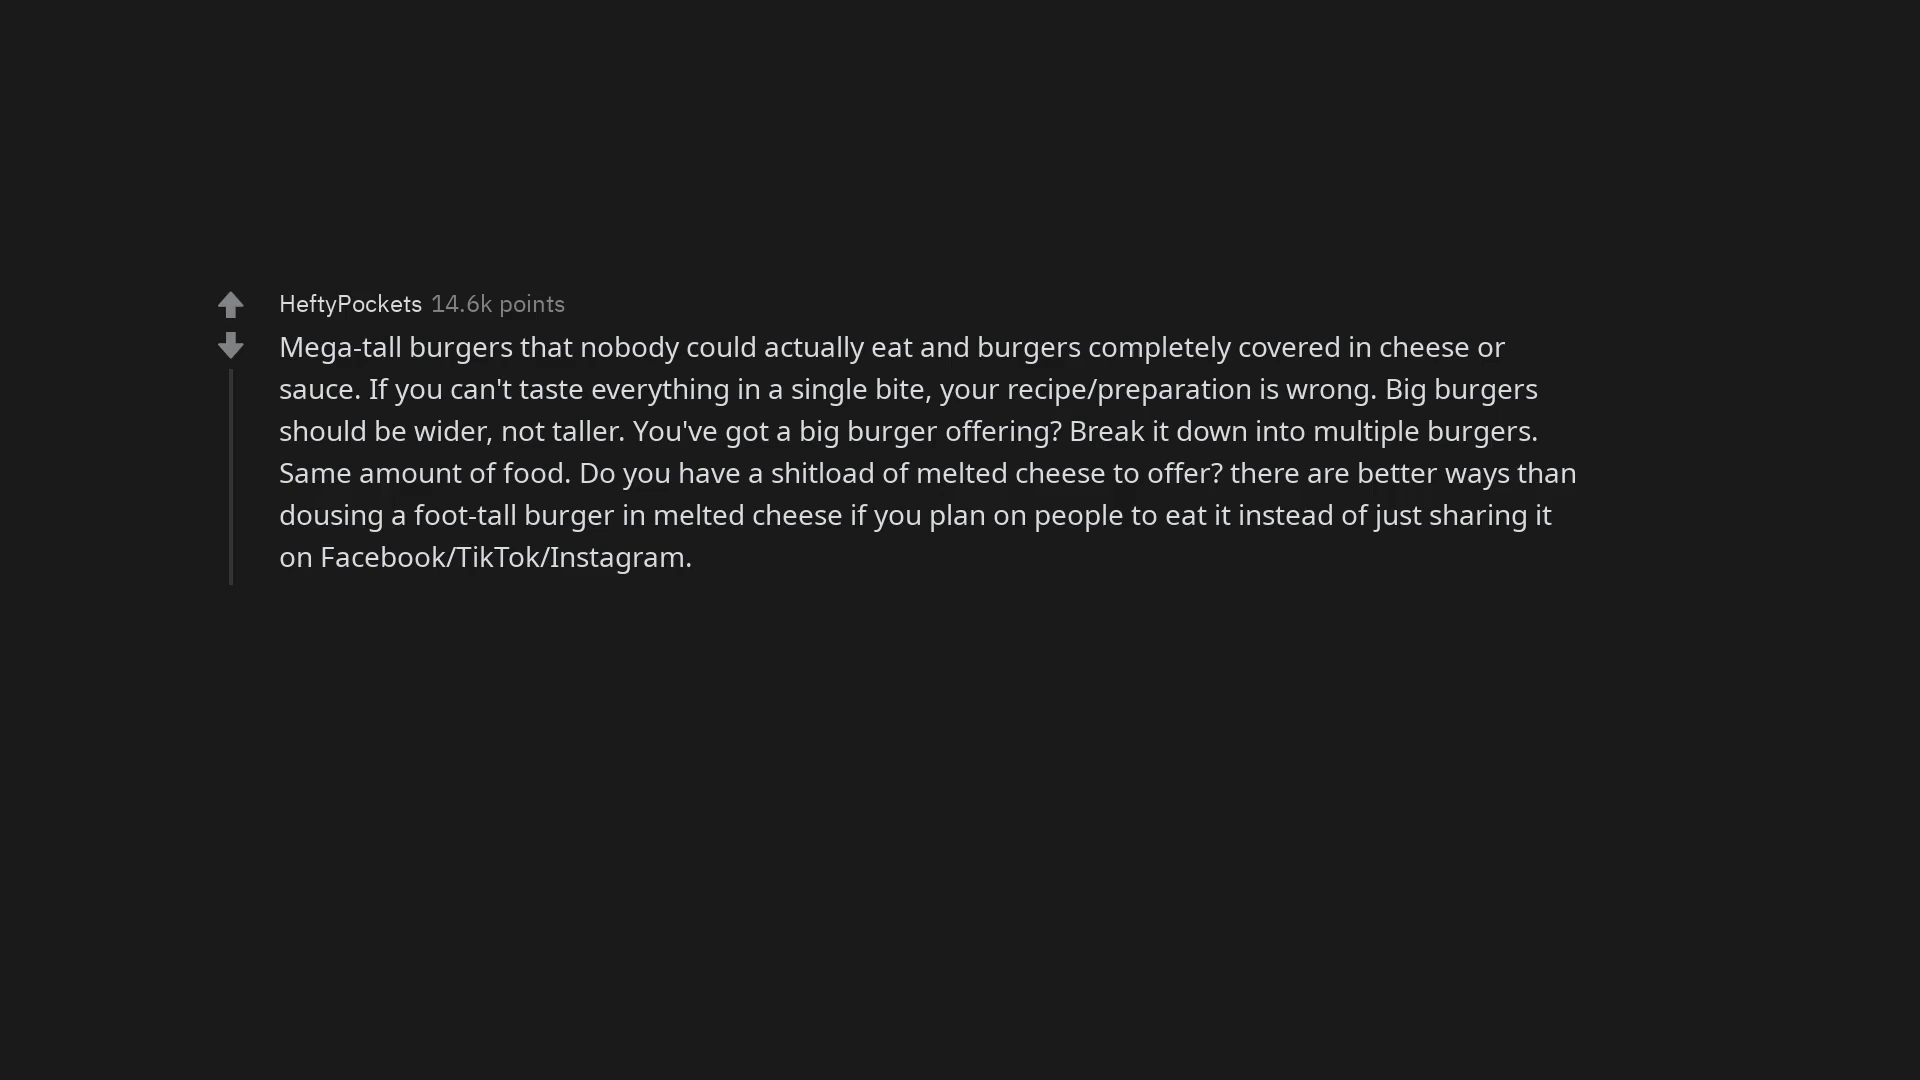 HeftyPockets 14.6k points
Mega-tall burgers that nobody could actually eat and burgers completely covered in cheese or
sauce. If you can't taste everything in a single bite, your recipe/preparation is wrong. Big burgers
should be wider, not taller. You've got a big burger offering? Break it down into multiple burgers.
Same amount of food. Do you have a shitload of melted cheese to offer? there are better ways than
dousing a foot-tall burger in melted cheese if you plan on people to eat it instead of just sharing it
on Facebook/TikTok/Instagram.